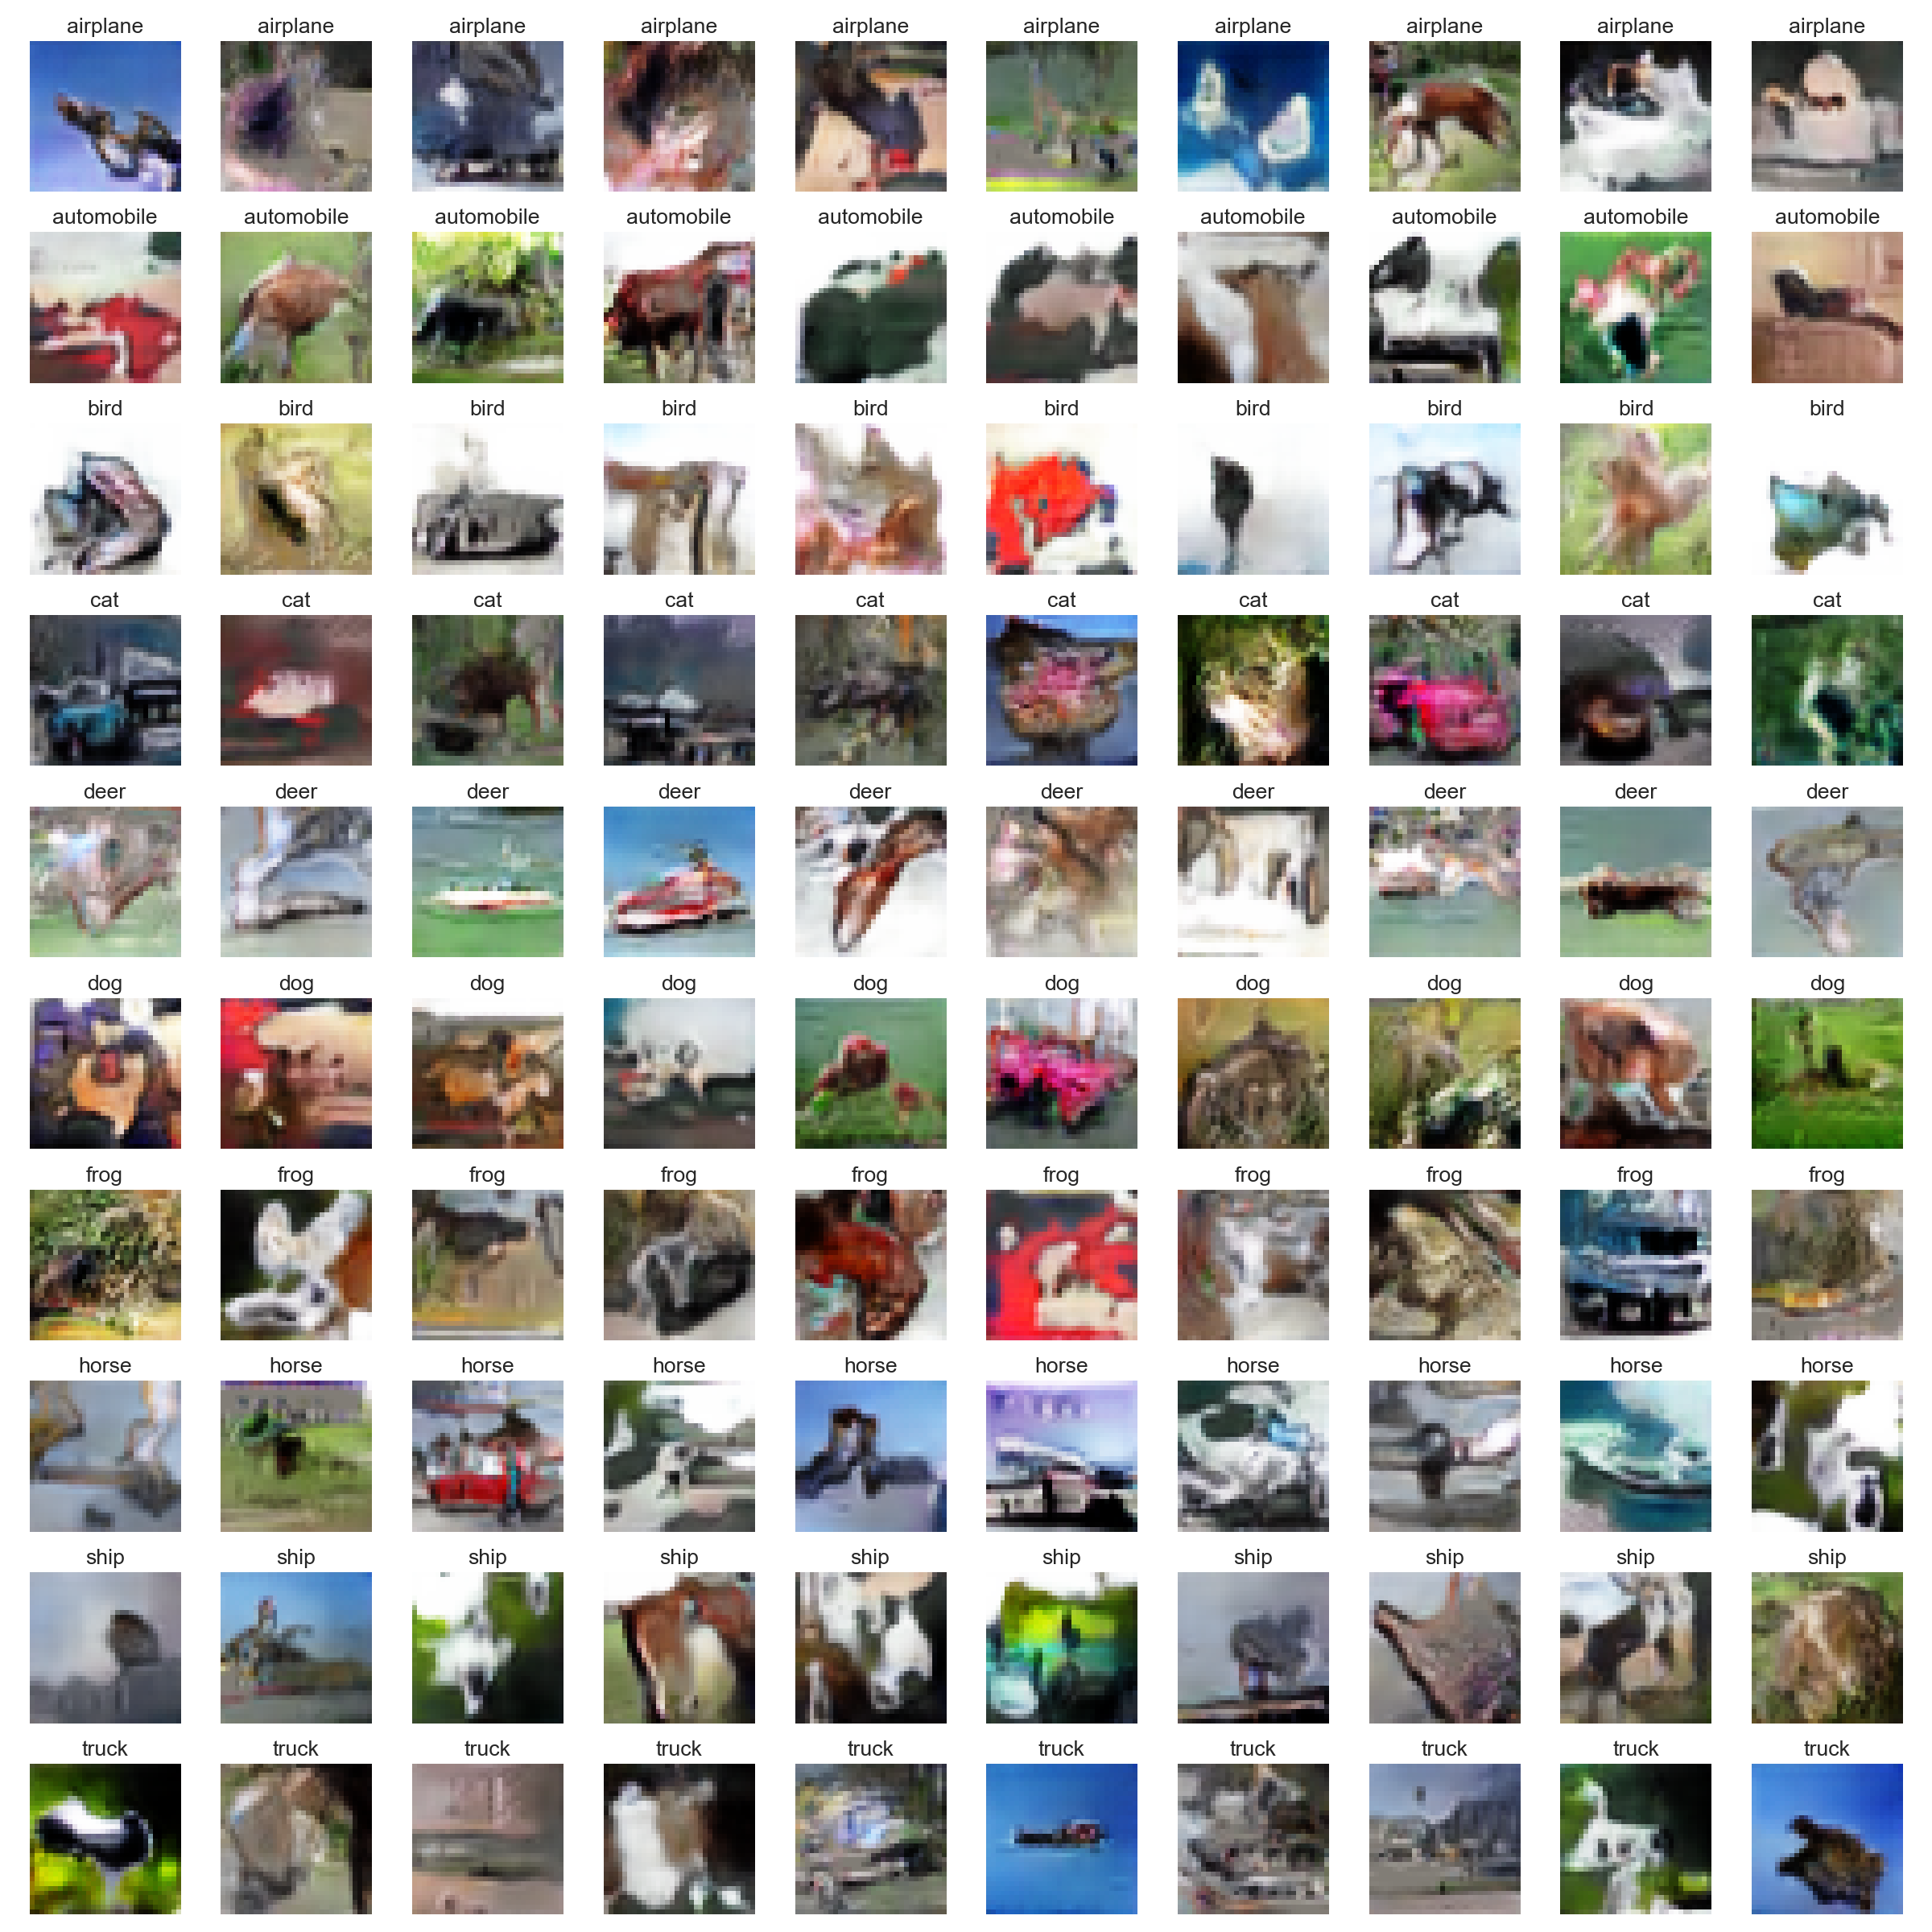 airplane airplane airplane airplane airplane airplane airplane airplane airplane airplane
automobile automobile automobile automobile automobile automobile automobile automobile automobile automobile
bird bird bird bird bird bird bird bird bird bird
cat cat cat cat cat cat cat cat cat cat
deer deer deer deer deer deer deer deer deer deer
dog dog dog dog dog dog dog dog dog dog
frog frog frog frog frog frog frog frog frog frog
horse horse horse horse horse horse horse horse horse horse
ship ship ship ship ship ship ship ship ship ship
truck truck truck truck truck truck truck truck truck truck